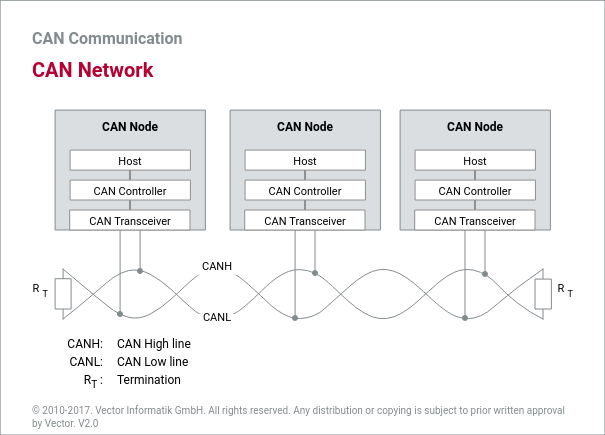 CAN Communication
CAN Network
CAN Node CAN Node CAN Node
Host Host Host
CAN Controller CAN Controller CAN Controller
CAN Transceiver CAN Transceiver CAN Transceiver
CANH
R T R T
CANL
CANH: CAN High line
CANL: CAN Low line
RT: Termination
© 2010-2017. Vector Informatik GmbH. All rights reserved. Any distribution or copying is subject to prior written approval
by Vector. V2.0